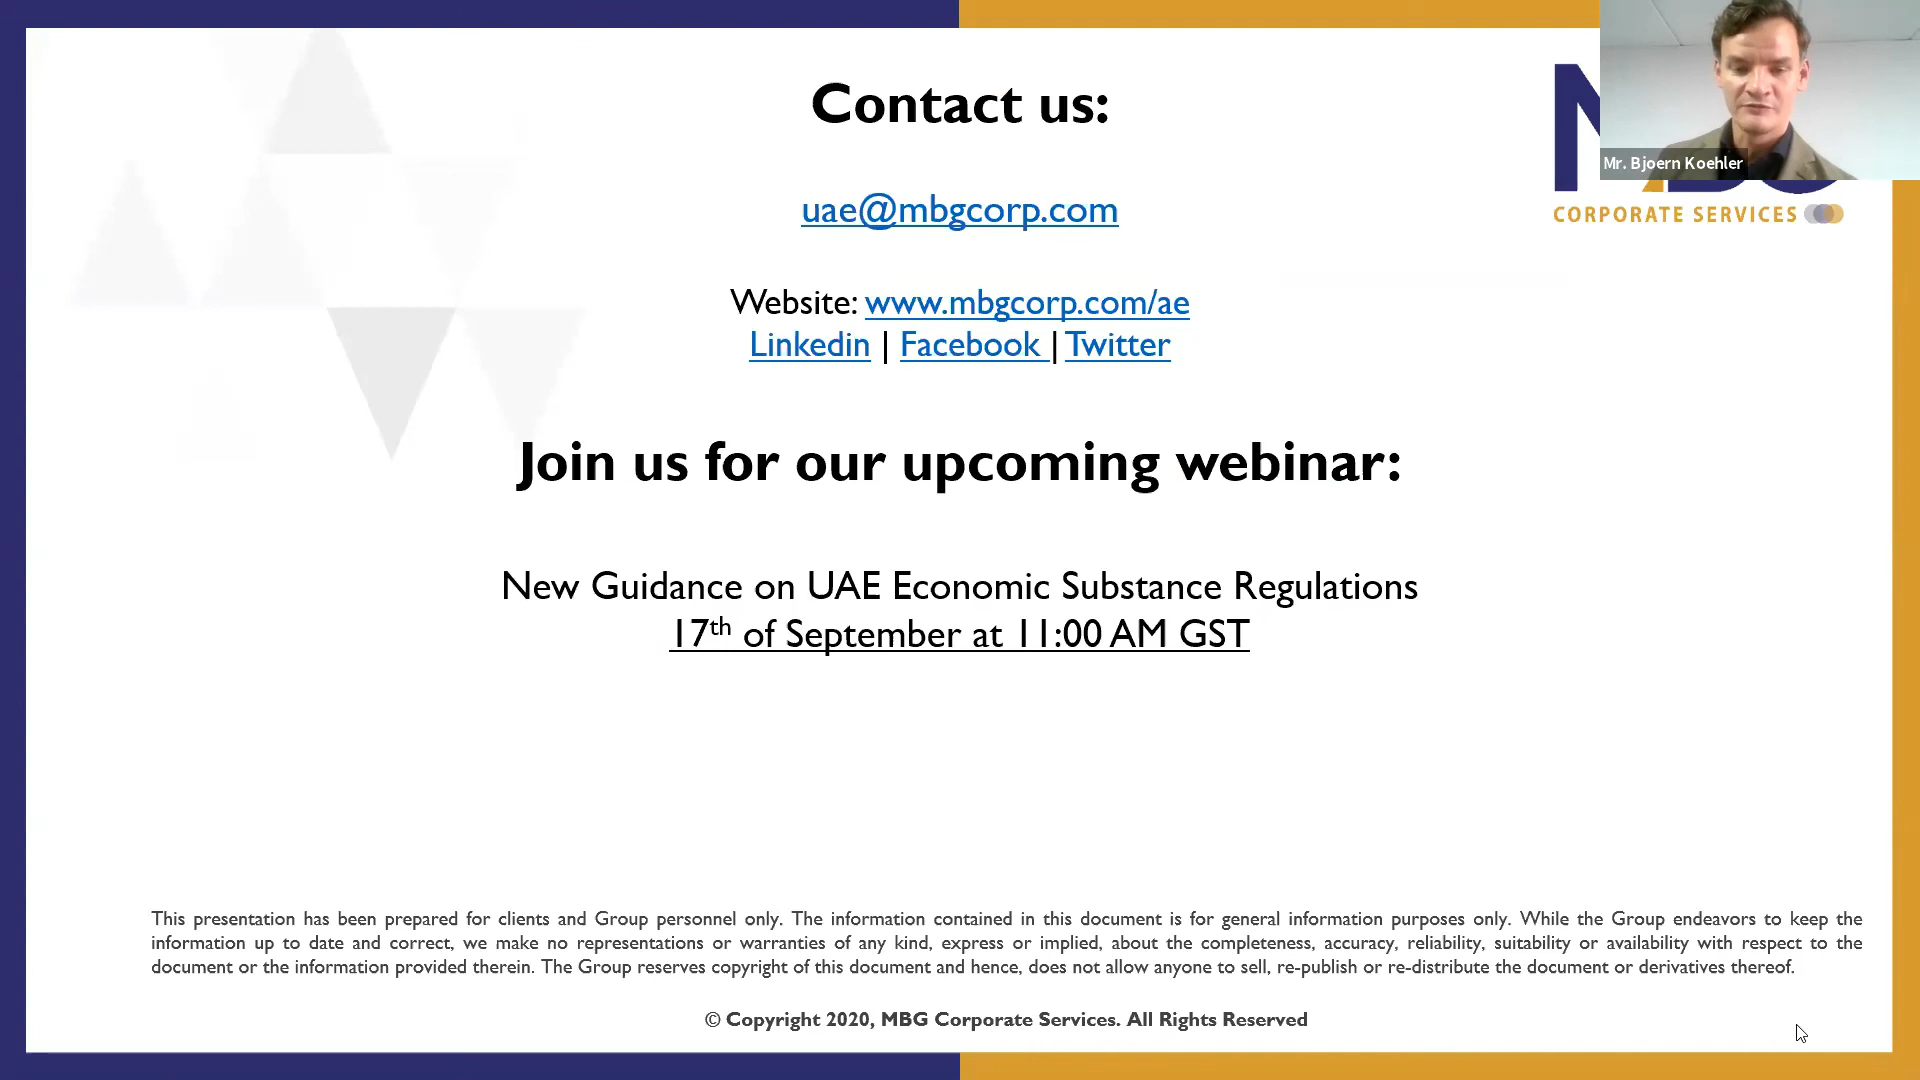 Contact us:
Mr. Bjoern Koehler
uae@mbgcorp.com
CORPORATE SERVICES
Website: www.mbgcorp.com/ae
Linkedin | Facebook | Twitter
Join us for our upcoming webinar:
New Guidance on UAE Economic Substance Regulations
17th of September at 11:00 AM GST
This presentation has been prepared for clients and Group personnel only. The information contained in this document is for general information purposes only. While the Group endeavors to keep the
information up to date and correct, we make no representations or warranties of any kind, express or implied, about the completeness, accuracy, reliability, suitability or availability with respect to the
document or the information provided therein. The Group reserves copyright of this document and hence, does not allow anyone to sell, re-publish or re-distribute the document or derivatives thereof.
© Copyright 2020, MBG Corporate Services. All Rights Reserved